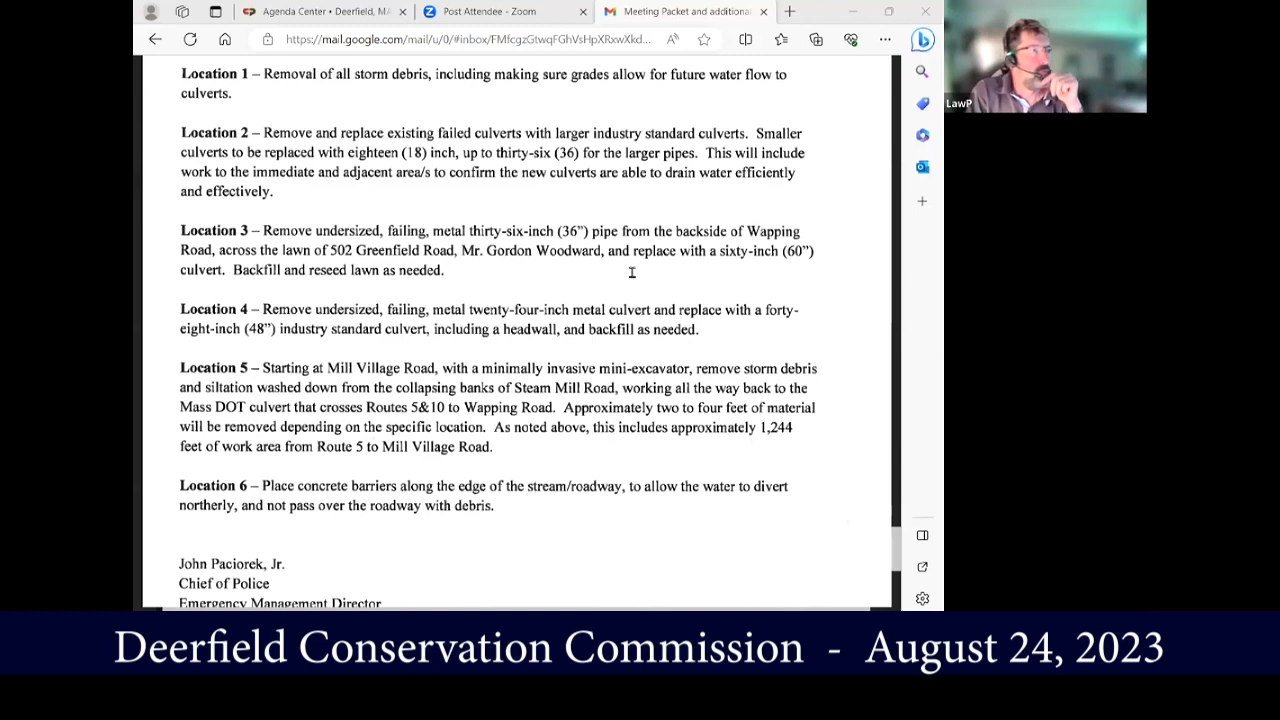 Agenda Center • Deerfield, MA
Post Attendee - Zoom
Meeting Packet and additiona
https://mail.google.com/mail/u/0/#inbox/FMfcgzGtwqFGhVsHpXRxwXkd...
Location 1 – Removal of all storm debris, including making sure grades allow for future water flow to
culverts.
Location 2 – Remove and replace existing failed culverts with larger industry standard culverts. Smaller
culverts to be replaced with eighteen (18) inch, up to thirty-six (36) for the larger pipes. This will include
work to the immediate and adjacent area/s to confirm the new culverts are able to drain water efficiently
and effectively.
Location 3 – Remove undersized, failing, metal thirty-six-inch (36”) pipe from the backside of Wapping
Road, across the lawn of 502 Greenfield Road, Mr. Gordon Woodward, and replace with a sixty-inch (60”)
culvert. Backfill and reseed lawn as needed.
Location 4 – Remove undersized, failing, metal twenty-four-inch metal culvert and replace with a forty-
eight-inch (48”) industry standard culvert, including a headwall, and backfill as needed.
Location 5 – Starting at Mill Village Road, with a minimally invasive mini-excavator, remove storm debris
and siltation washed down from the collapsing banks of Steam Mill Road, working all the way back to the
Mass DOT culvert that crosses Routes 5&10 to Wapping Road. Approximately two to four feet of material
will be removed depending on the specific location. As noted above, this includes approximately 1,244
feet of work area from Route 5 to Mill Village Road.
Location 6 – Place concrete barriers along the edge of the stream/roadway, to allow the water to divert
northerly, and not pass over the roadway with debris.
John Paciorek, Jr.
Chief of Police
Emergency Management Director
LawP
Deerfield Conservation Commission - August 24, 2023